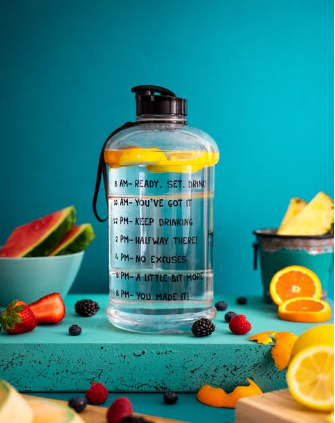 8 AM- READY. SET. DRINK!
10 AM- YOU'VE GOT IT
12 PM- KEEP DRINKING
2 PM- HALFWAY THERE!
4 PM- NO EXCUSES
6 PM- A LITTLE BIT MORE
8 PM- YOU MADE IT!